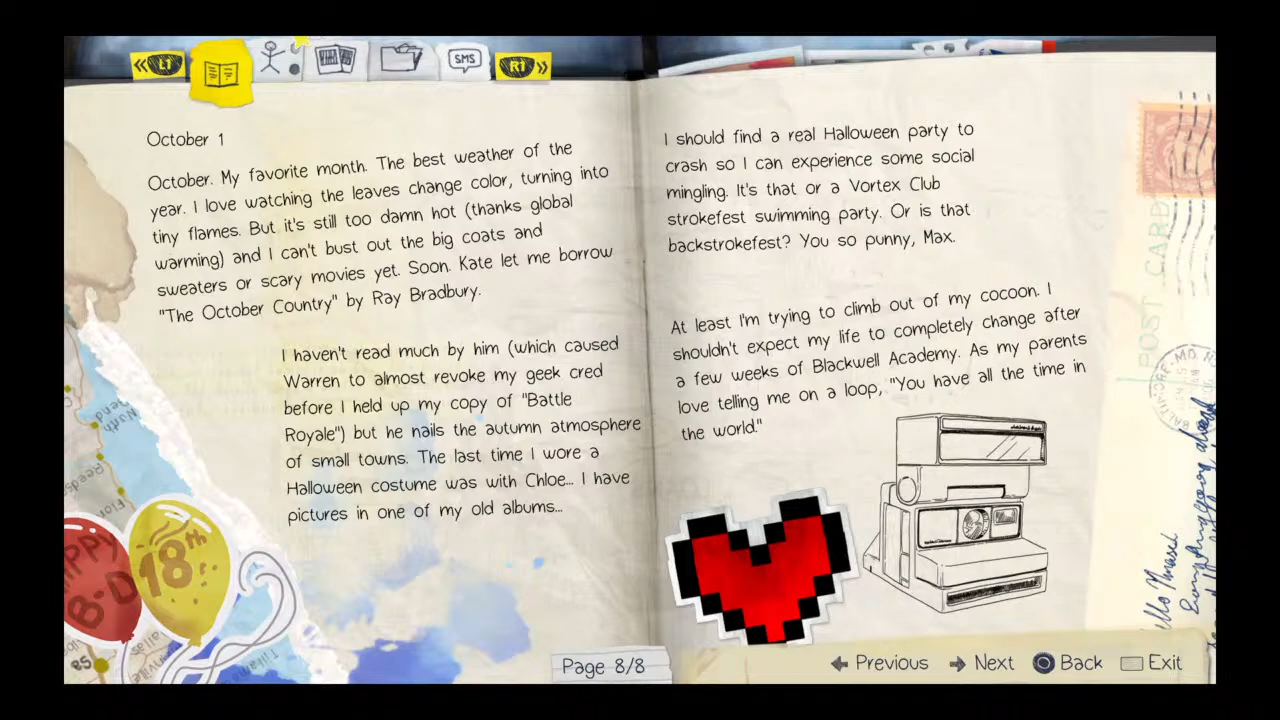 L1
SMS
R1
October 1
October. My favorite month. The best weather of the
year. I love watching the leaves change color, turning into
tiny flames. But it's still too damn hot (thanks global
warming) and I can't bust out the big coats and
sweaters or scary movies yet. Soon. Kate let me borrow
"The October Country" by Ray Bradbury.
I haven't read much by him (which caused
Warren to almost revoke my geek cred
before I held up my copy of "Battle
Royale") but he nails the autumn atmosphere
of small towns. The last time I wore a
Halloween costume was with Chloe... I have
pictures in one of my old albums...
HAPPY
B-D
18th
I should find a real Halloween party to
crash so I can experience some social
mingling. It's that or a Vortex Club
strokefest swimming party. Or is that
backstrokefest? You so punny, Max.
At least I'm trying to climb out of my cocoon. I
shouldn't expect my life to completely change after
a few weeks of Blackwell Academy. As my parents
love telling me on a loop, "You have all the time in
the world."
POST CARD
Page 8/8
Previous
Next
Back
Exit